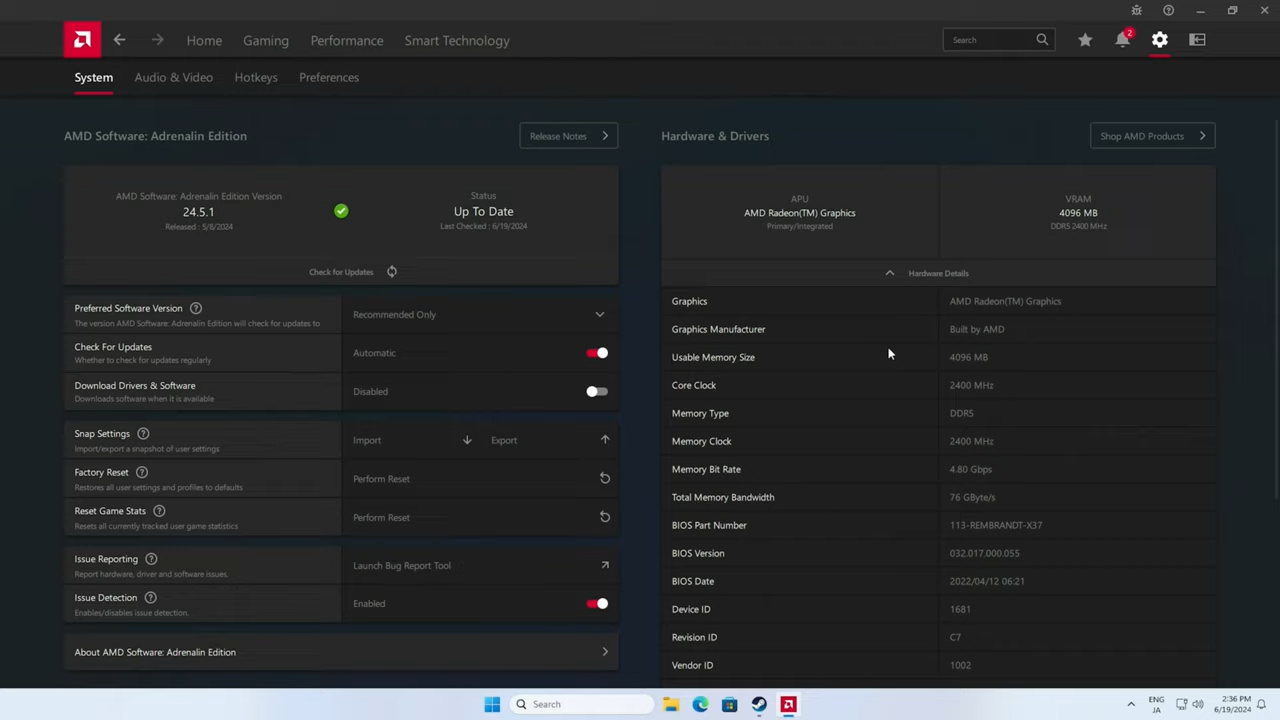 Home
Gaming
Performance
Smart Technology
Search
2
System
Audio & Video
Hotkeys
Preferences
AMD Software: Adrenalin Edition
Release Notes
AMD Software: Adrenalin Edition Version
24.5.1
Released : 5/8/2024
Status
Up To Date
Last Checked : 6/19/2024
Check for Updates
Preferred Software Version
The version AMD Software: Adrenalin Edition will check for updates to
Recommended Only
Check For Updates
Whether to check for updates regularly
Automatic
Download Drivers & Software
Downloads software when it is available
Disabled
Snap Settings
Import/export a snapshot of user settings
Import
Export
Factory Reset
Restores all user settings and profiles to defaults
Perform Reset
Reset Game Stats
Resets all currently tracked user game statistics
Perform Reset
Issue Reporting
Report hardware, driver and software issues.
Launch Bug Report Tool
Issue Detection
Enables/disables issue detection.
Enabled
About AMD Software: Adrenalin Edition
Hardware & Drivers
Shop AMD Products
APU
AMD Radeon(TM) Graphics
Primary/Integrated
VRAM
4096 MB
DDR5 2400 MHz
Hardware Details
Graphics AMD Radeon(TM) Graphics
Graphics Manufacturer Built by AMD
Usable Memory Size 4096 MB
Core Clock 2400 MHz
Memory Type DDR5
Memory Clock 2400 MHz
Memory Bit Rate 4.80 Gbps
Total Memory Bandwidth 76 GByte/s
BIOS Part Number 113-REMBRANDT-X37
BIOS Version 032.017.000.055
BIOS Date 2022/04/12 06:21
Device ID 1681
Revision ID C7
Vendor ID 1002
Search
ENG
JA
2:36 PM
6/19/2024